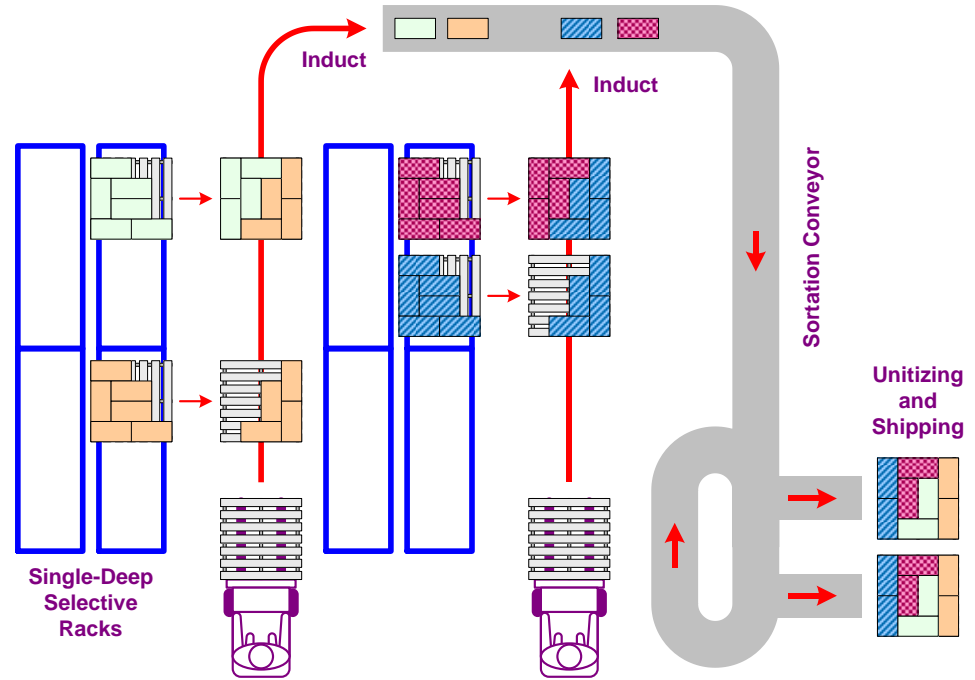 Induct
Induct
Sortation Conveyor
Unitizing
and
Shipping
Single-Deep
Selective
Racks